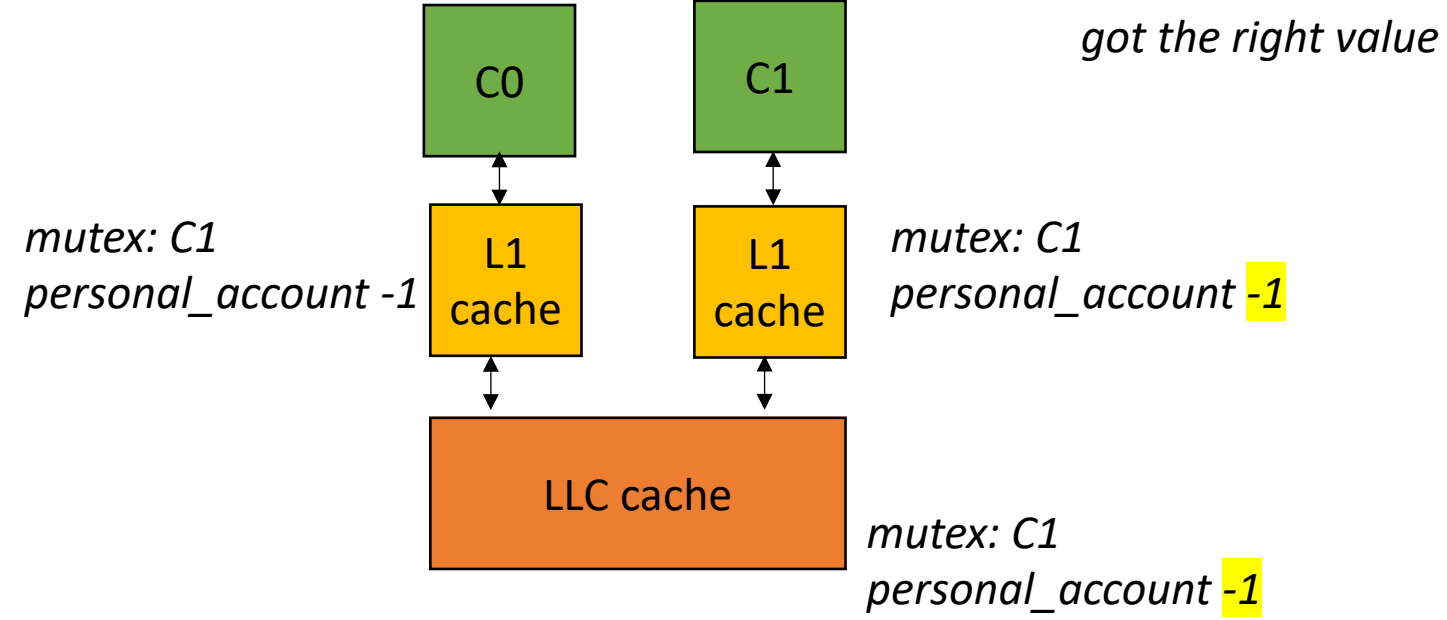 got the right value
C0
C1
mutex: C1
personal_account -1
L1
cache
L1
cache
mutex: C1
personal_account -1
LLC cache
mutex: C1
personal_account -1